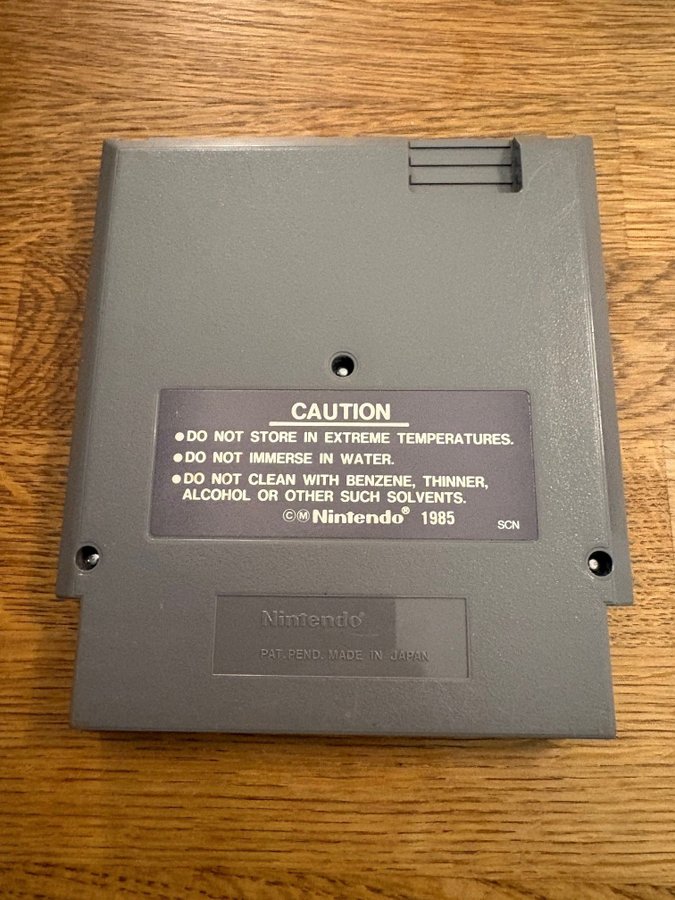 CAUTION
●DO NOT STORE IN EXTREME TEMPERATURES.
●DO NOT IMMERSE IN WATER.
●DO NOT CLEAN WITH BENZENE, THINNER,
ALCOHOL OR OTHER SUCH SOLVENTS.
©Ⓜ Nintendo® 1985
SCN
Nintendo®
PAT. PEND. MADE IN JAPAN